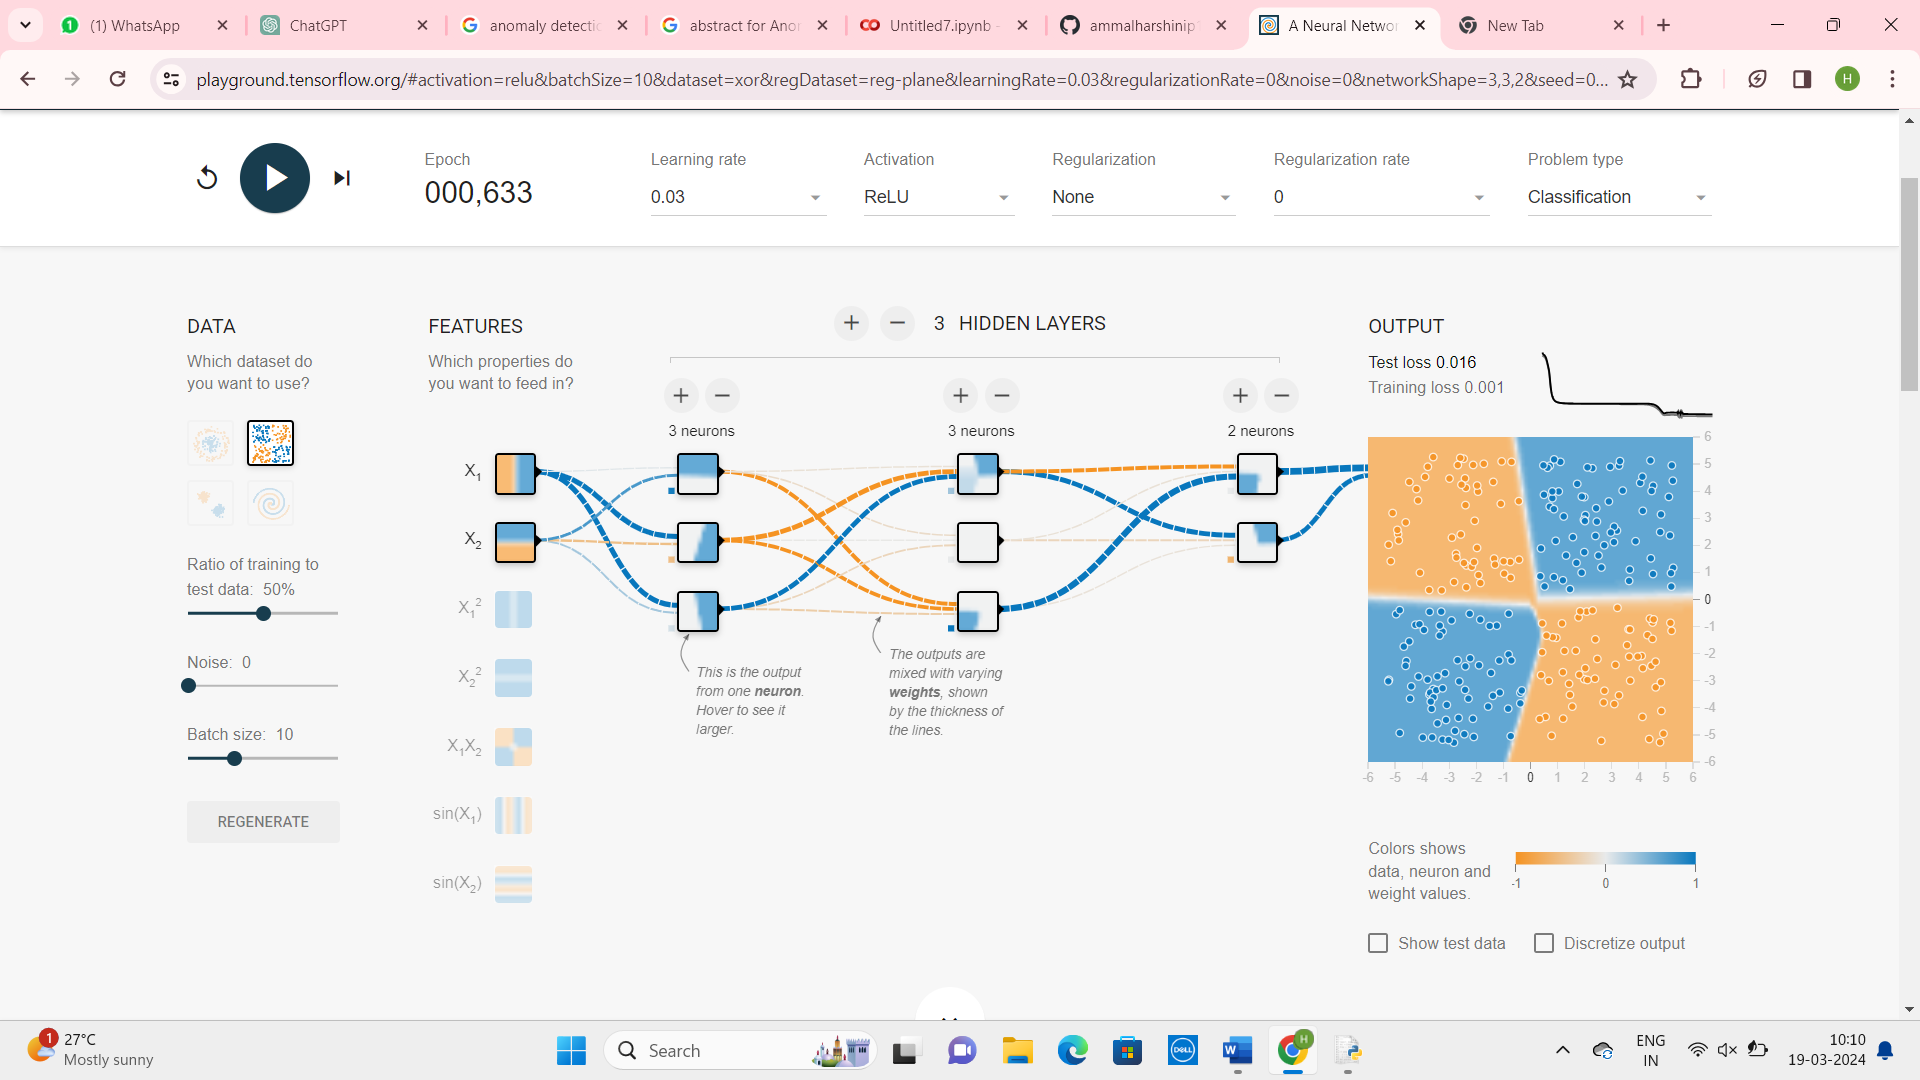 (1) WhatsApp
ChatGPT
anomaly detectic
abstract for Anor
Untitled7.ipynb -
ammalharshinip
A Neural Networ
New Tab
playground.tensorflow.org/#activation=relu&batchSize=10&dataset=xor&regDataset=reg-plane&learningRate=0.03&regularizationRate=0&noise=0&networkShape=3,3,2&seed=0...
H
Epoch
000,633
Learning rate
0.03
Activation
ReLU
Regularization
None
Regularization rate
0
Problem type
Classification
DATA
Which dataset do
you want to use?
Ratio of training to
test data: 50%
Noise: 0
Batch size: 10
REGENERATE
FEATURES
Which properties do
you want to feed in?
X1
X2
X1²
X2²
X1X2
sin(X1)
sin(X2)
+ − 3 HIDDEN LAYERS
+ −
3 neurons
+ −
3 neurons
+ −
2 neurons
This is the output
from one neuron.
Hover to see it
larger.
The outputs are
mixed with varying
weights, shown
by the thickness of
the lines.
OUTPUT
Test loss 0.016
Training loss 0.001
6
5
4
3
2
1
0
-1
-2
-3
-4
-5
-6
-6 -5 -4 -3 -2 -1 0 1 2 3 4 5 6
Colors shows
data, neuron and
weight values.
-1 0 1
Show test data
Discretize output
1
27°C
Mostly sunny
Search
DELL
W
H
ENG
IN
10:10
19-03-2024